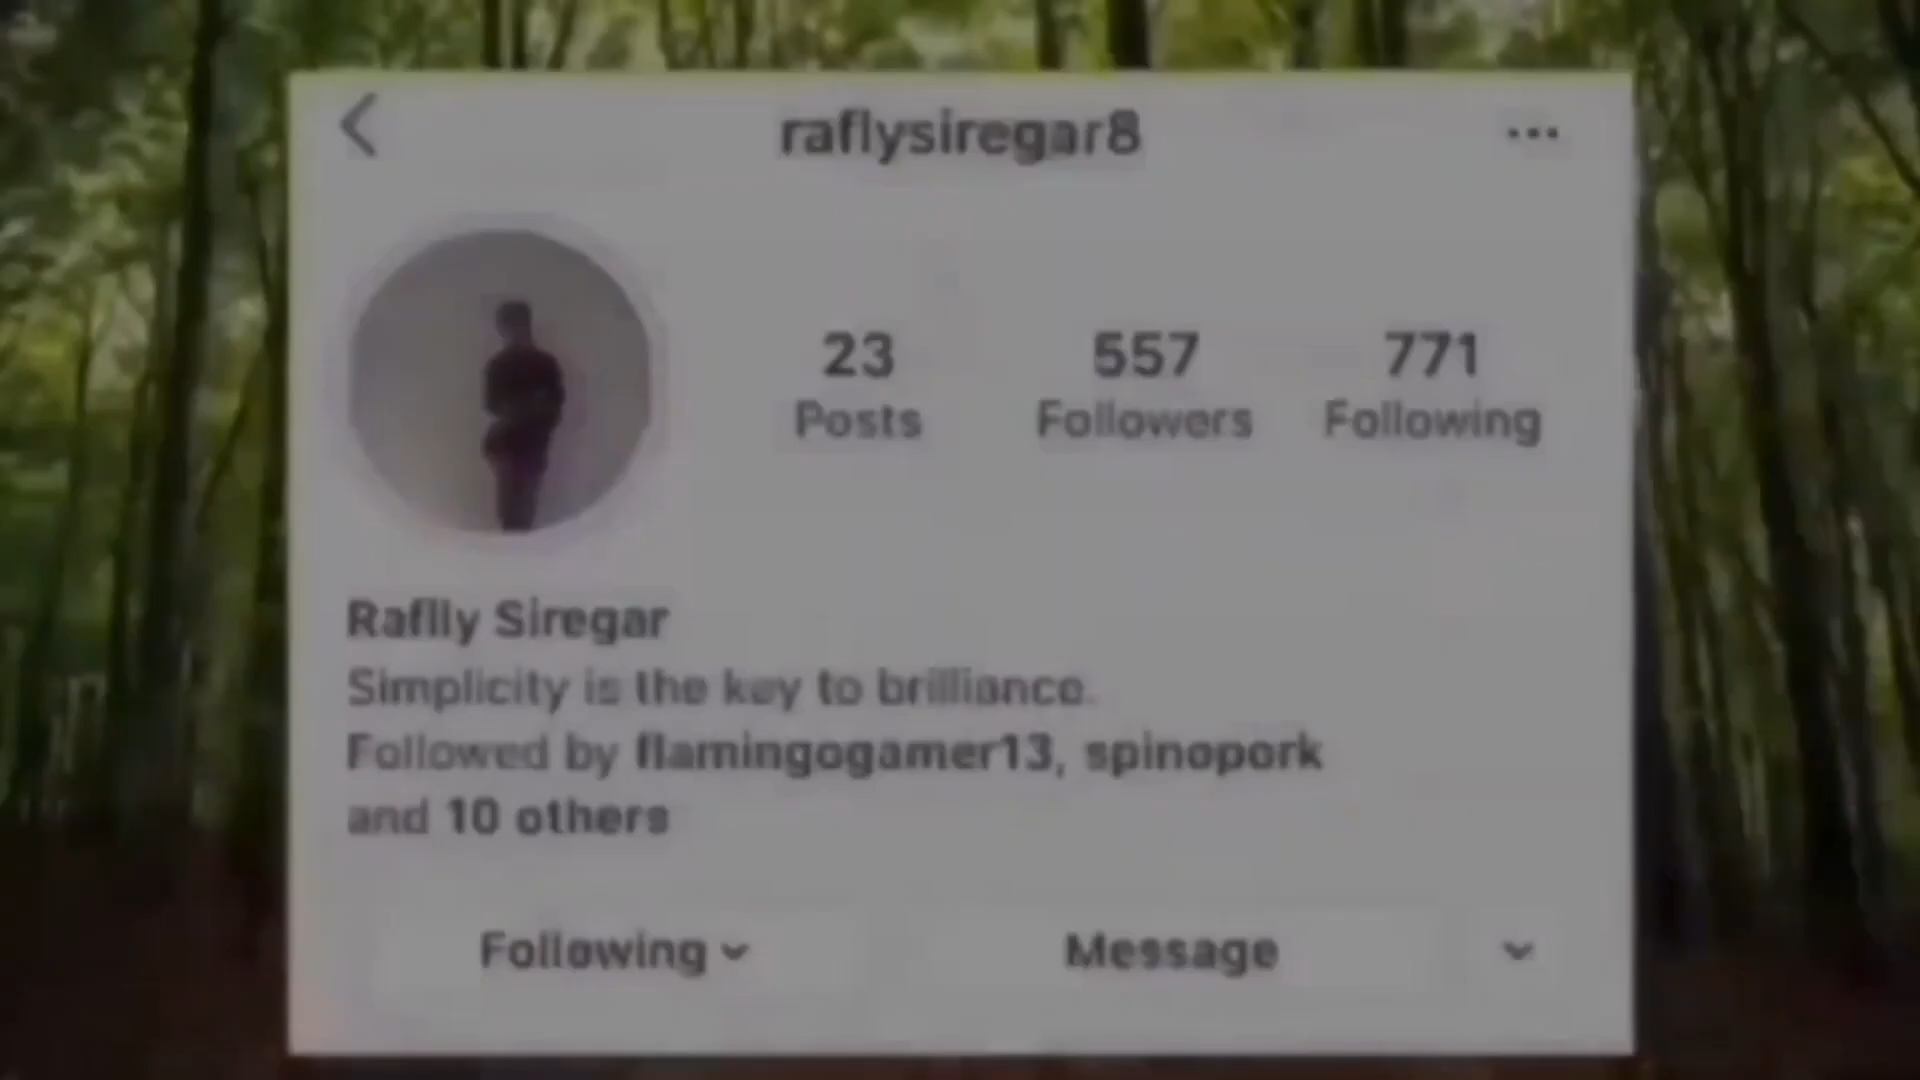 raflysiregar8
23 557 771
Posts Followers Following
Raflly Siregar
Simplicity is the key to brilliance.
Followed by flamingogamer13, spinopork
and 10 others
Following Message